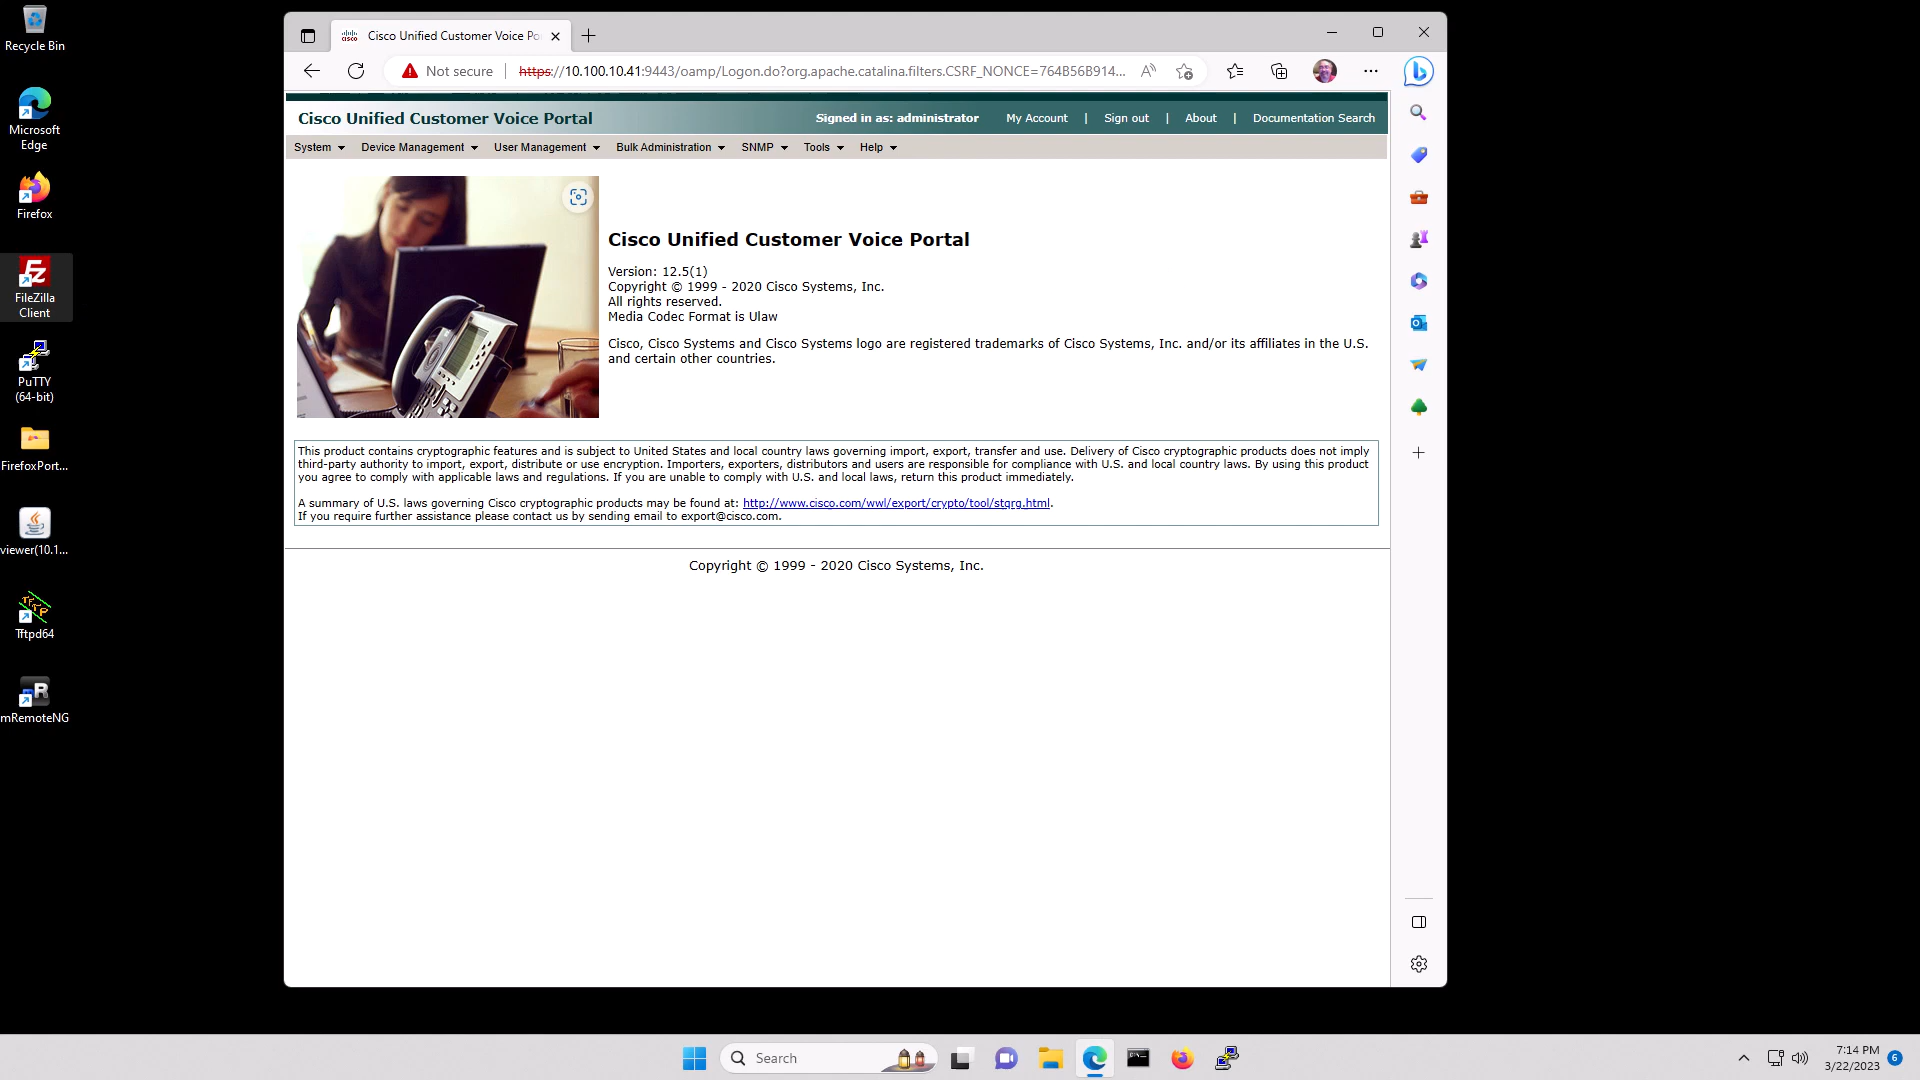 Recycle Bin
Microsoft
Edge
Firefox
FileZilla
Client
PuTTY
(64-bit)
FirefoxPort...
viewer(10.1...
Tftpd64
mRemoteNG
Cisco Unified Customer Voice Po
Not secure
https://10.100.10.41:9443/oamp/Logon.do?org.apache.catalina.filters.CSRF_NONCE=764B56B914...
Cisco Unified Customer Voice Portal
Signed in as: administrator My Account | Sign out | About | Documentation Search
System Device Management User Management Bulk Administration SNMP Tools Help
Cisco Unified Customer Voice Portal
Version: 12.5(1)
Copyright © 1999 - 2020 Cisco Systems, Inc.
All rights reserved.
Media Codec Format is Ulaw
Cisco, Cisco Systems and Cisco Systems logo are registered trademarks of Cisco Systems, Inc. and/or its affiliates in the U.S.
and certain other countries.
This product contains cryptographic features and is subject to United States and local country laws governing import, export, transfer and use. Delivery of Cisco cryptographic products does not imply
third-party authority to import, export, distribute or use encryption. Importers, exporters, distributors and users are responsible for compliance with U.S. and local country laws. By using this product
you agree to comply with applicable laws and regulations. If you are unable to comply with U.S. and local laws, return this product immediately.
A summary of U.S. laws governing Cisco cryptographic products may be found at: http://www.cisco.com/wwl/export/crypto/tool/stqrg.html.
If you require further assistance please contact us by sending email to export@cisco.com.
Copyright © 1999 - 2020 Cisco Systems, Inc.
Search
7:14 PM
3/22/2023
6